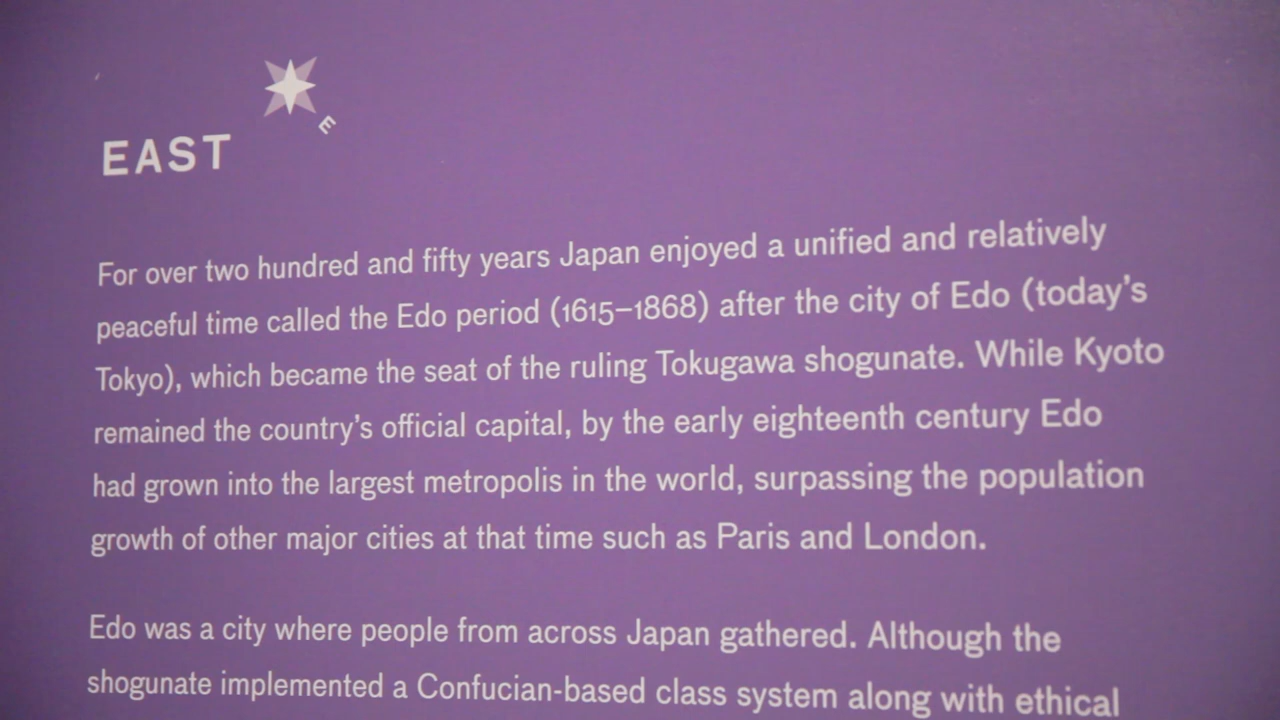 E
EAST
For over two hundred and fifty years Japan enjoyed a unified and relatively
peaceful time called the Edo period (1615–1868) after the city of Edo (today's
Tokyo), which became the seat of the ruling Tokugawa shogunate. While Kyoto
remained the country's official capital, by the early eighteenth century Edo
had grown into the largest metropolis in the world, surpassing the population
growth of other major cities at that time such as Paris and London.
Edo was a city where people from across Japan gathered. Although the
shogunate implemented a Confucian-based class system along with ethical